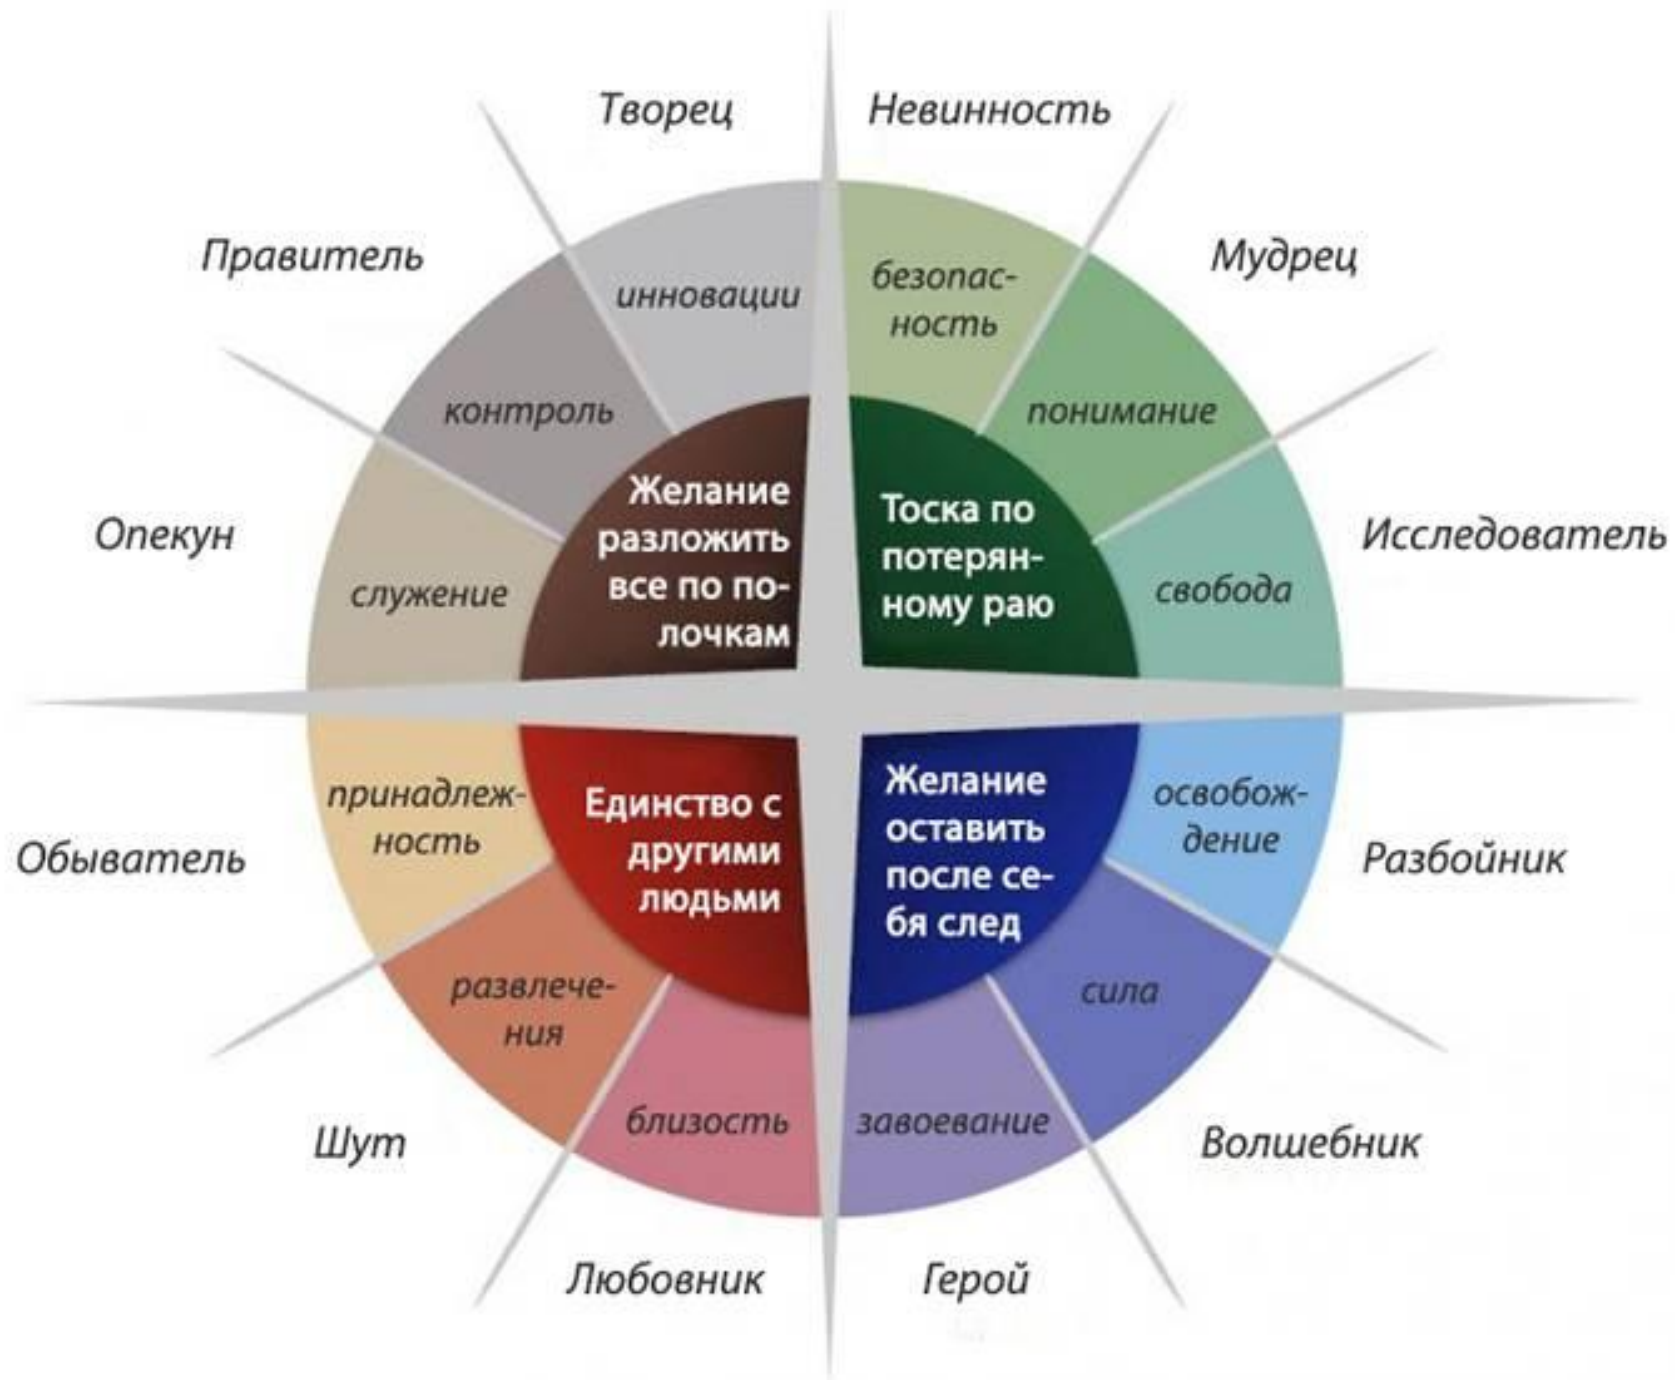 Творец
Невинность
Правитель
Мудрец
инновации
безопас-
ность
контроль
понимание
Опекун
Исследователь
служение
свобода
Желание
разложить
все по по-
лочкам
Тоска по
потерян-
ному раю
Обыватель
Разбойник
принадлеж-
ность
освобож-
дение
Единство с
другими
людьми
Желание
оставить
после се-
бя след
развлече-
ния
сила
Шут
Волшебник
близость
завоевание
Любовник
Герой